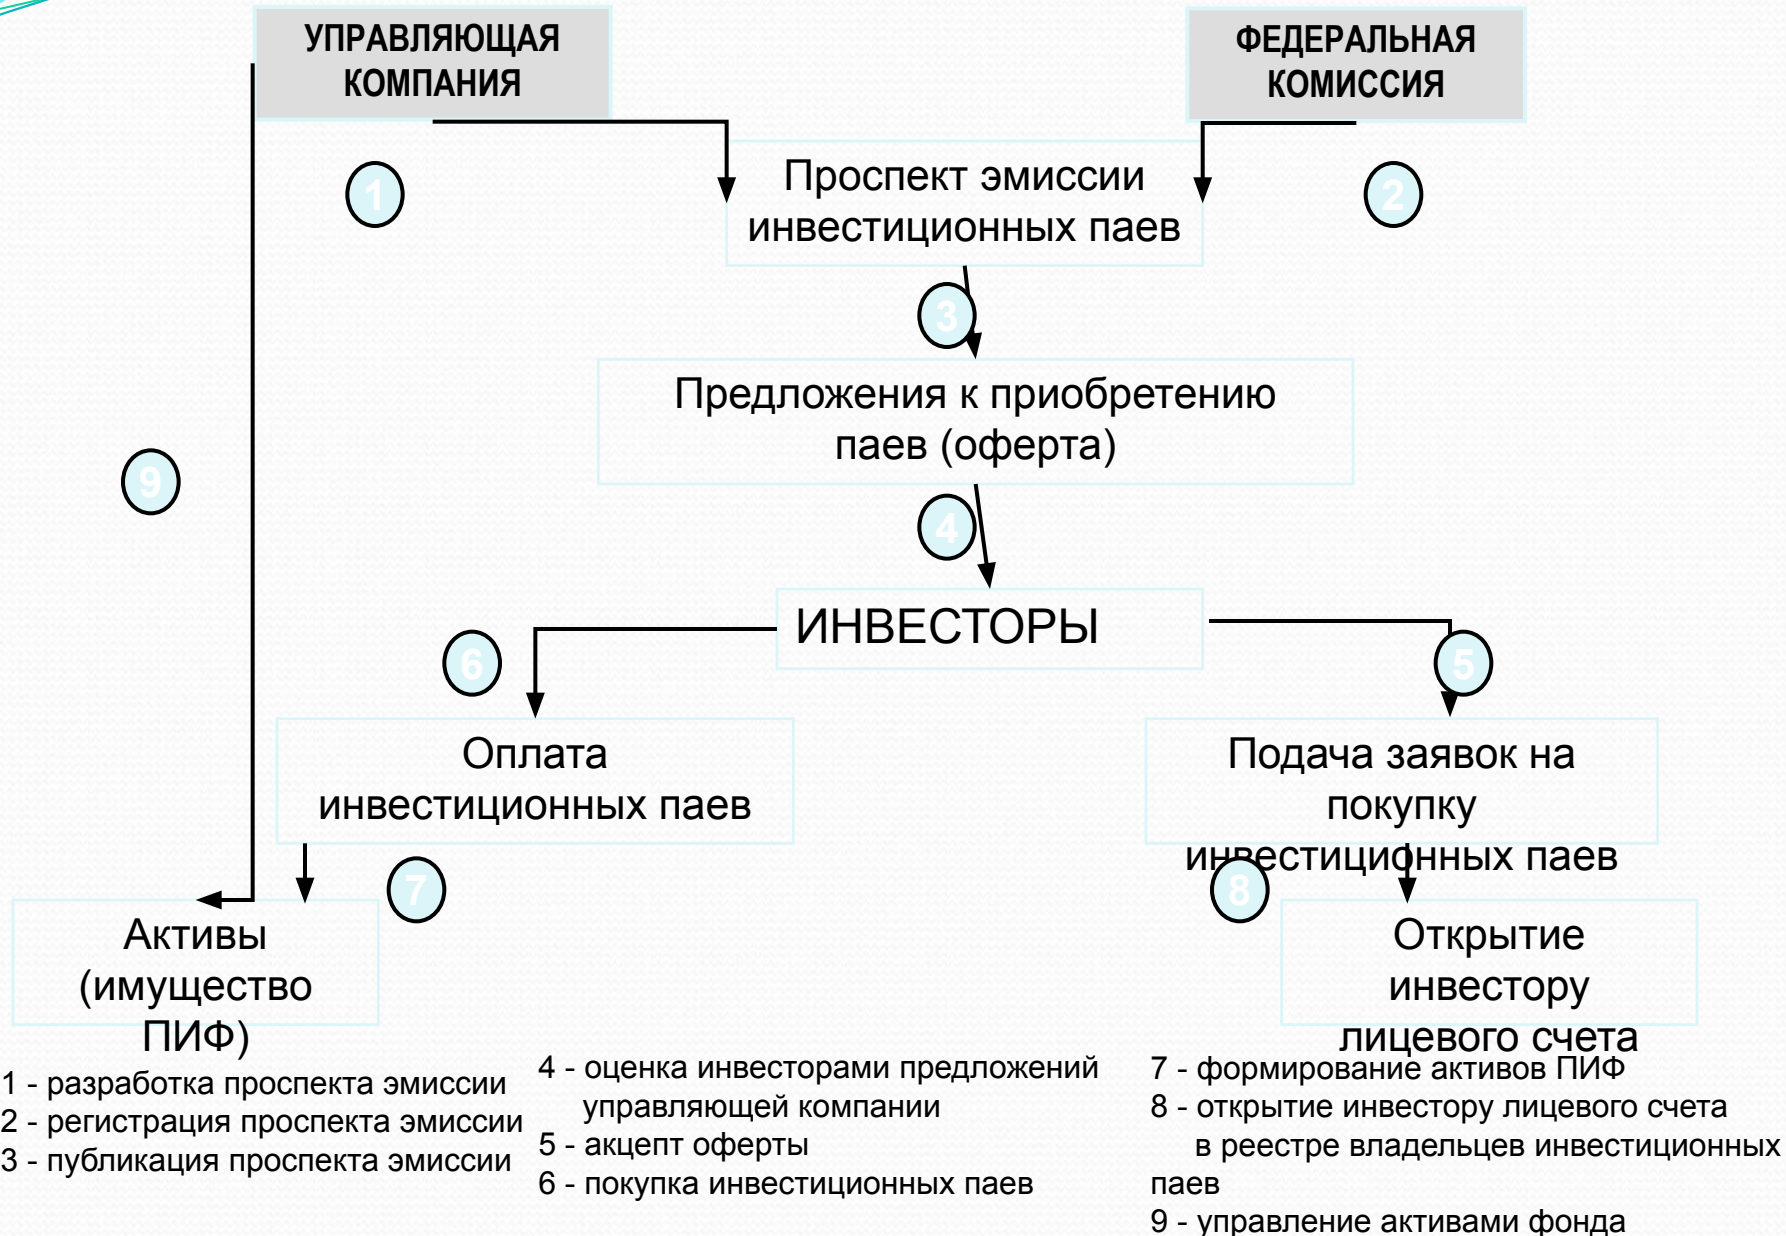 УПРАВЛЯЮЩАЯ
КОМПАНИЯ
ФЕДЕРАЛЬНАЯ
КОМИССИЯ
1
Проспект эмиссии
инвестиционных паев
2
3
Предложения к приобретению
паев (оферта)
9
4
ИНВЕСТОРЫ
6
5
Оплата
инвестиционных паев
Подача заявок на
покупку
инвестиционных паев
7
8
Активы
(имущество
ПИФ)
Открытие
инвестору
лицевого счета
1 - разработка проспекта эмиссии
2 - регистрация проспекта эмиссии
3 - публикация проспекта эмиссии
4 - оценка инвесторами предложений
управляющей компании
5 - акцепт оферты
6 - покупка инвестиционных паев
7 - формирование активов ПИФ
8 - открытие инвестору лицевого счета
в реестре владельцев инвестиционных
паев
9 - управление активами фонда